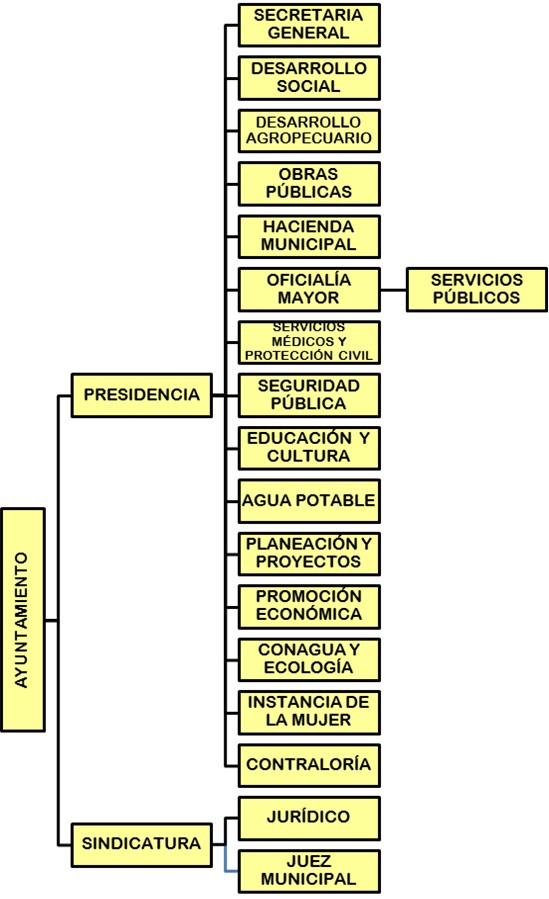 SECRETARIA
GENERAL
DESARROLLO
SOCIAL
DESARROLLO
AGROPECUARIO
OBRAS
PÚBLICAS
HACIENDA
MUNICIPAL
OFICIALÍA
MAYOR
SERVICIOS
PÚBLICOS
SERVICIOS
MÉDICOS Y
PROTECCIÓN CIVIL
PRESIDENCIA
SEGURIDAD
PÚBLICA
EDUCACIÓN Y
CULTURA
AGUA POTABLE
PLANEACIÓN Y
PROYECTOS
PROMOCIÓN
ECONÓMICA
AYUNTAMIENTO
CONAGUA Y
ECOLOGÍA
INSTANCIA DE
LA MUJER
CONTRALORÍA
SINDICATURA
JURÍDICO
JUEZ
MUNICIPAL